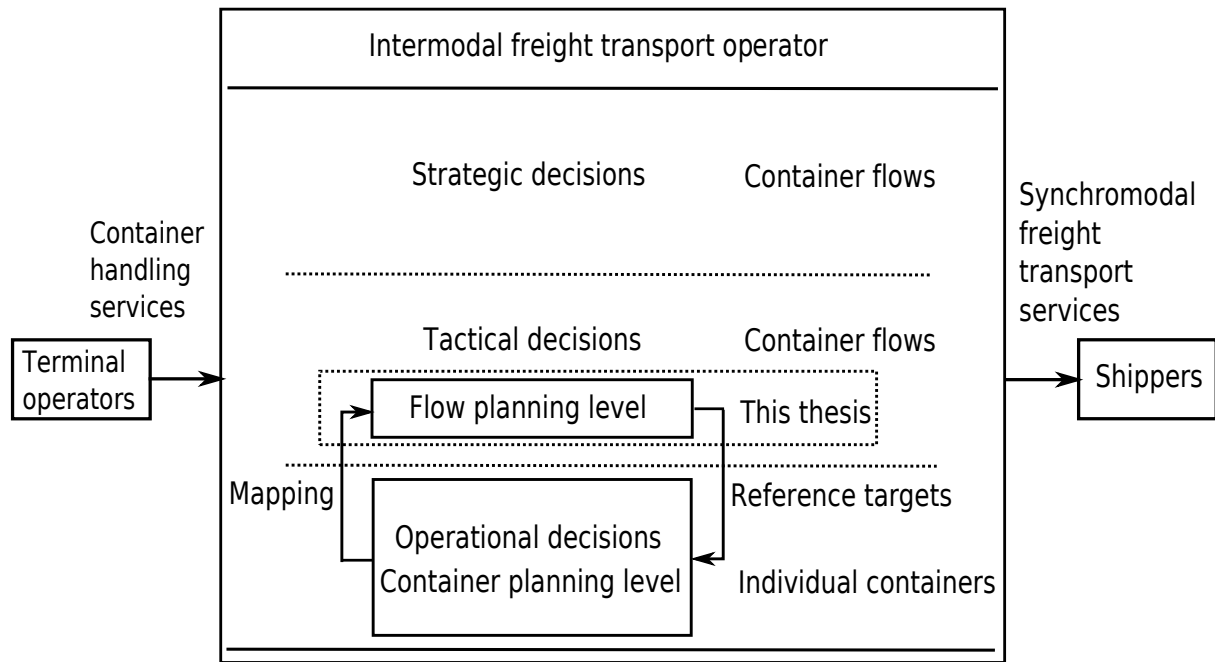 Intermodal freight transport operator
Strategic decisions
Container flows
Container
handling
services
Synchromodal
freight
transport
services
Tactical decisions
Container flows
Terminal
operators
Flow planning level
This thesis
Shippers
Mapping
Reference targets
Operational decisions
Container planning level
Individual containers